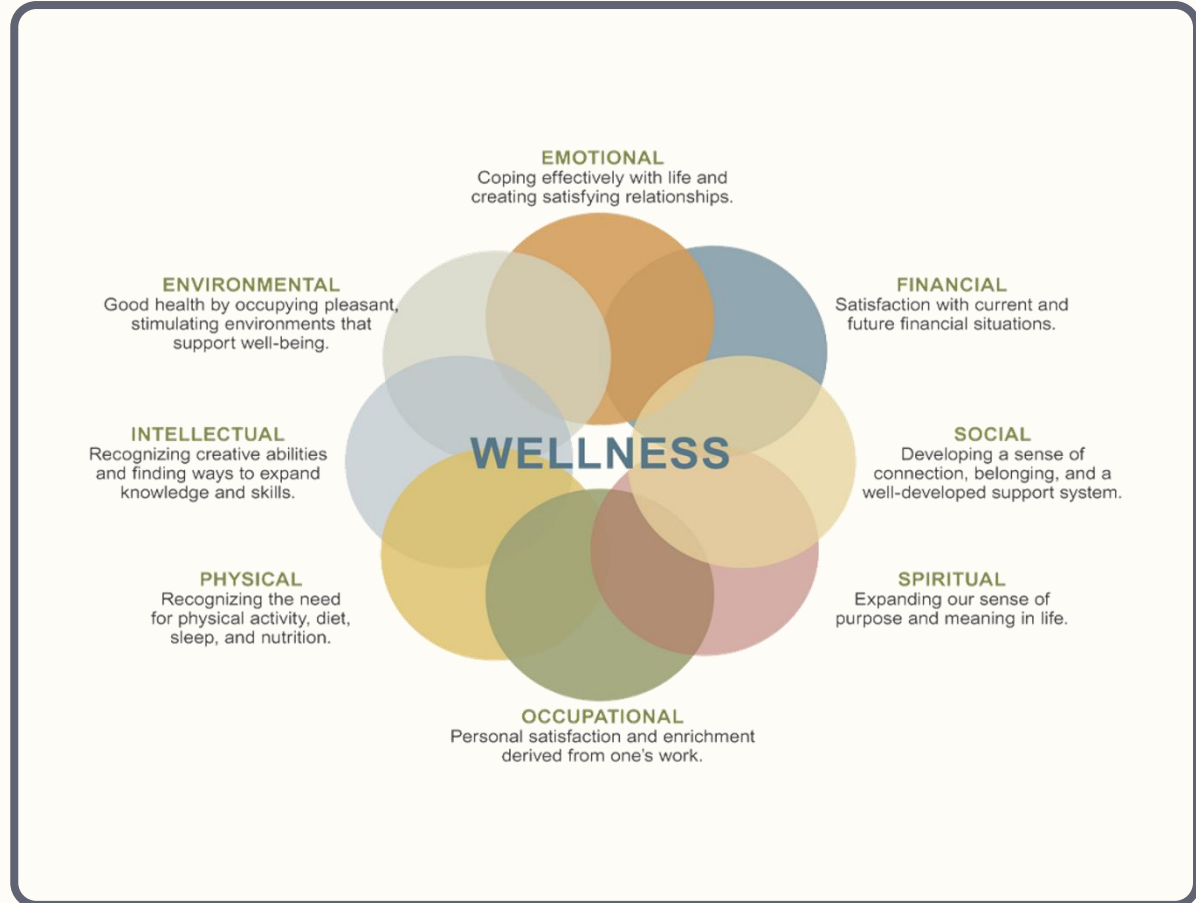 EMOTIONAL
Coping effectively with life and
creating satisfying relationships.
ENVIRONMENTAL
Good health by occupying pleasant,
stimulating environments that
support well-being.
FINANCIAL
Satisfaction with current and
future financial situations.
INTELLECTUAL
Recognizing creative abilities
and finding ways to expand
knowledge and skills.
WELLNESS
SOCIAL
Developing a sense of
connection, belonging, and a
well-developed support system.
PHYSICAL
Recognizing the need
for physical activity, diet,
sleep, and nutrition.
SPIRITUAL
Expanding our sense of
purpose and meaning in life.
OCCUPATIONAL
Personal satisfaction and enrichment
derived from one’s work.